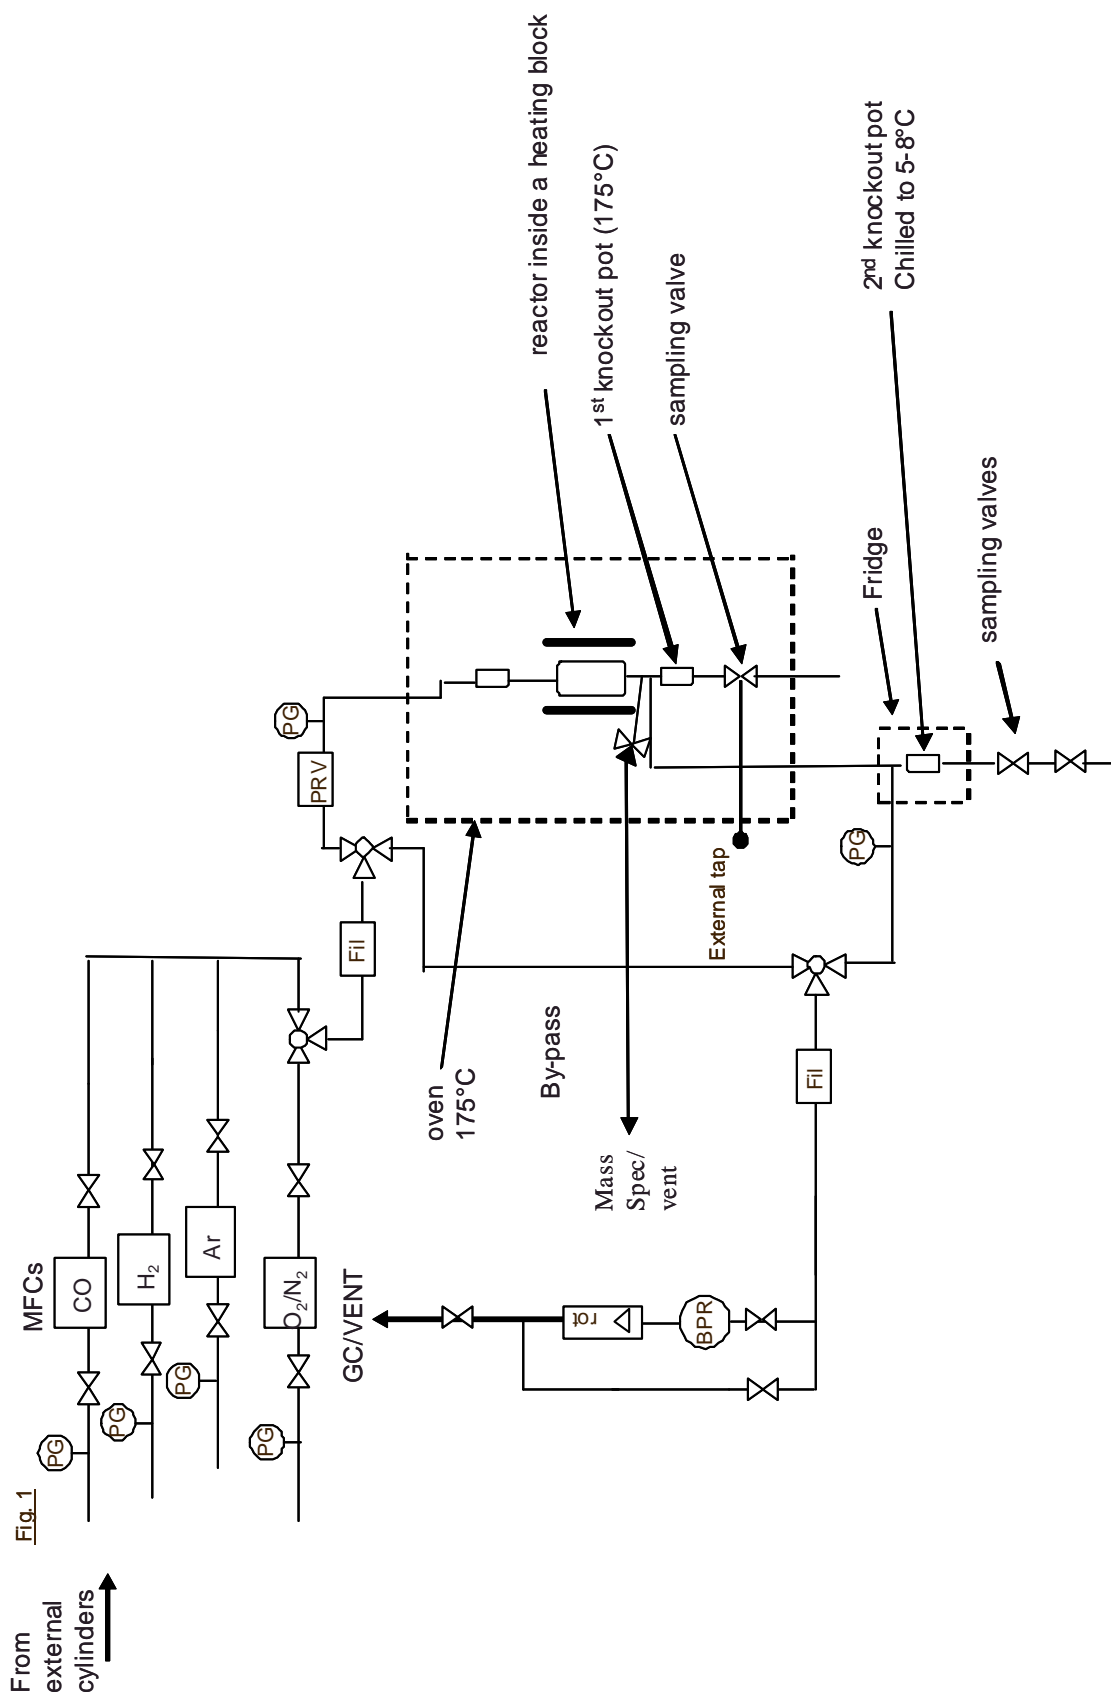 Fig. 1
From
external
cylinders
MFCs
PG
CO
PG
H2
PG
Ar
PG
O2/N2
GC/VENT
rot
BPR
Fil
Fil
PRV
PG
PG
oven
175°C
By-pass
Mass
Spec/
vent
External tap
reactor inside a heating block
1st knockout pot (175°C)
sampling valve
Fridge
2nd knockout pot
Chilled to 5-8°C
sampling valves